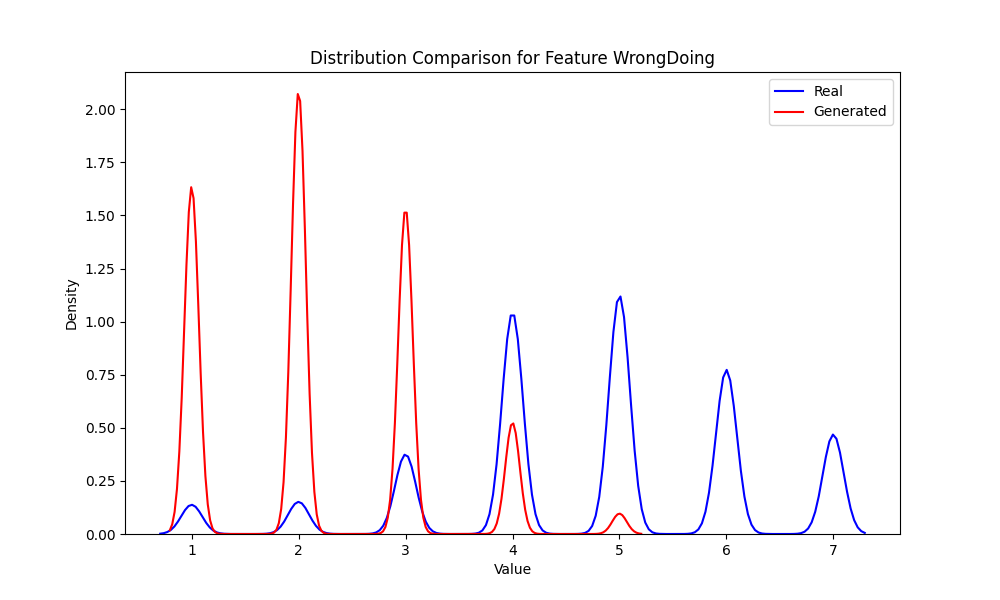 Distribution Comparison for Feature WrongDoing
Real
Generated
Density
2.00
1.75
1.50
1.25
1.00
0.75
0.50
0.25
0.00
1 2 3 4 5 6 7
Value